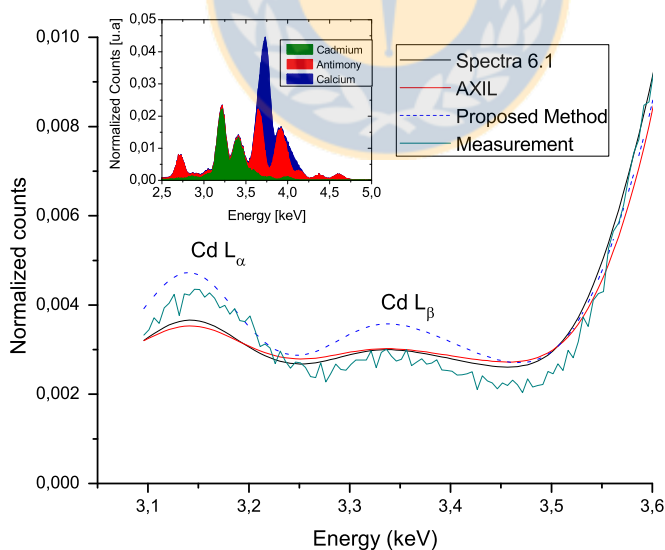 0,05
0,04
0,03
0,02
0,01
0,00
Normalized Counts [u.a]
Cadmium
Antimony
Calcium
2,5 3,0 3,5 4,0 4,5 5,0
Energy [keV]
Spectra 6.1
AXIL
Proposed Method
Measurement
0,010
0,008
0,006
0,004
0,002
0,000
Normalized counts
Cd Lα
Cd Lβ
3,1 3,2 3,3 3,4 3,5 3,6
Energy (keV)